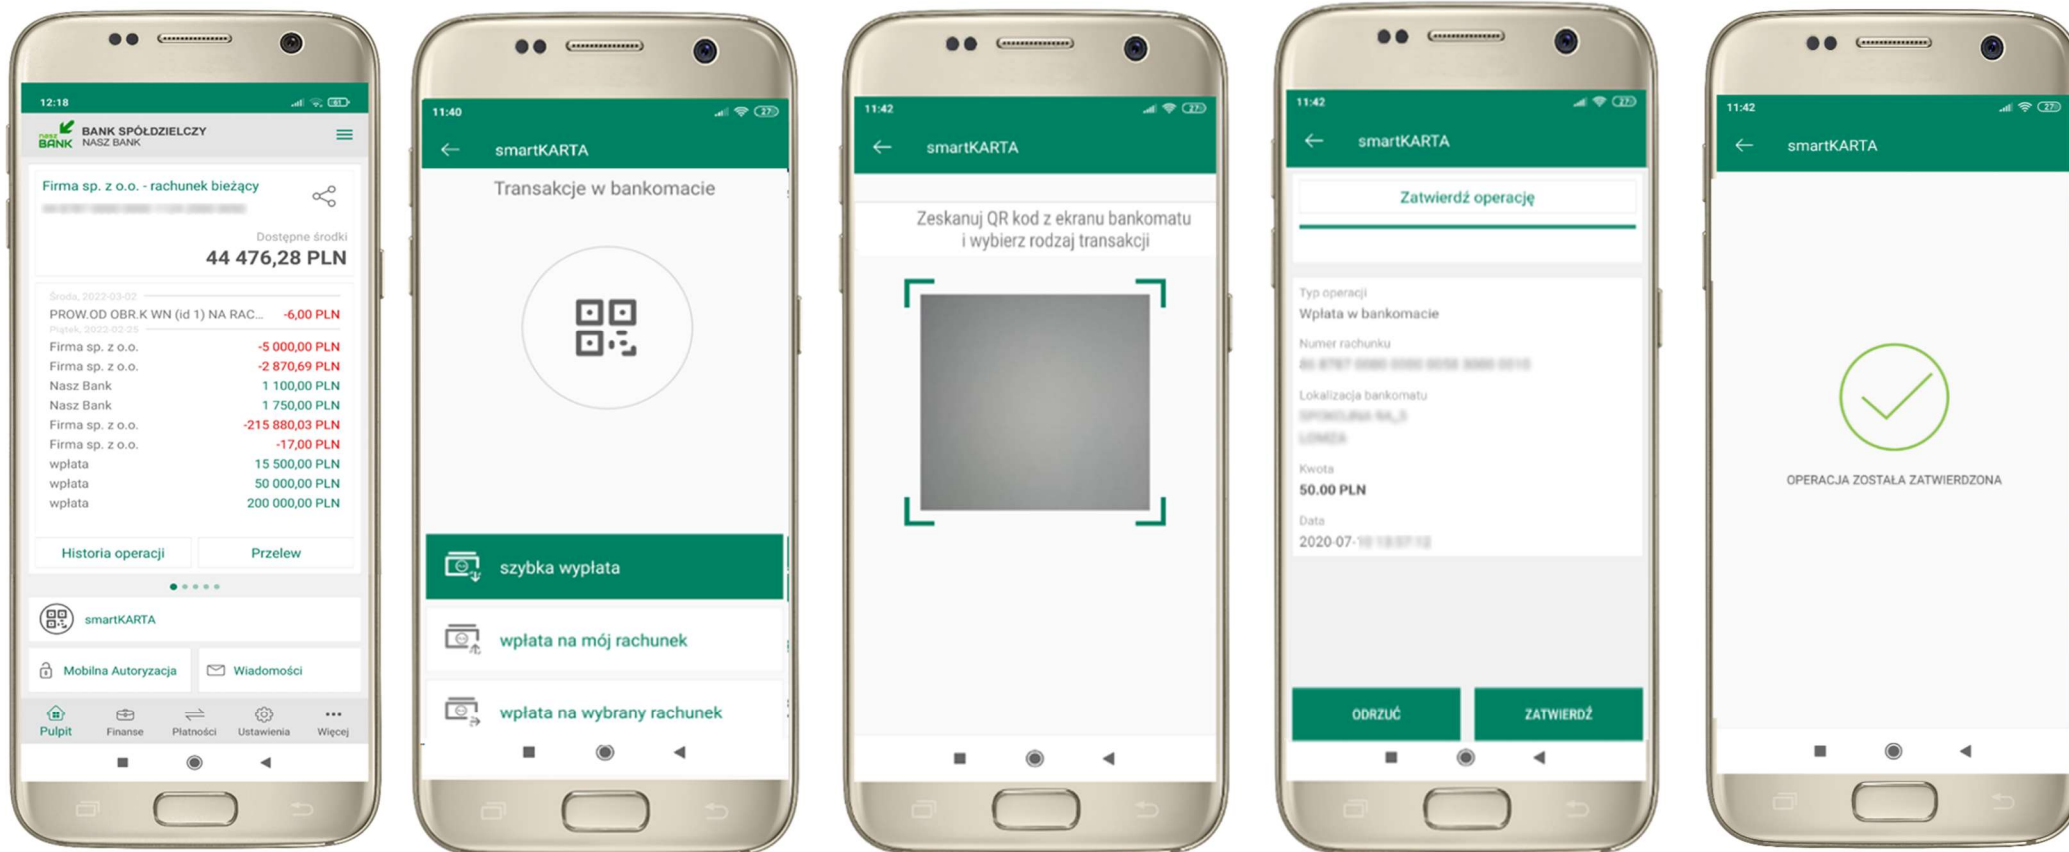 12:18
61
nasz
BANK
BANK SPÓŁDZIELCZY
NASZ BANK
Firma sp. z o.o. - rachunek bieżący
Dostępne środki
44 476,28 PLN
Środa, 2022-03-02
PROW.OD OBR.K WN (id 1) NA RAC... -6,00 PLN
Piątek, 2022-02-25
Firma sp. z o.o. -5 000,00 PLN
Firma sp. z o.o. -2 870,69 PLN
Nasz Bank 1 100,00 PLN
Nasz Bank 1 750,00 PLN
Firma sp. z o.o. -215 880,03 PLN
Firma sp. z o.o. -17,00 PLN
wpłata 15 500,00 PLN
wpłata 50 000,00 PLN
wpłata 200 000,00 PLN
Historia operacji Przelew
smartKARTA
Mobilna Autoryzacja Wiadomości
Pulpit Finanse Płatności Ustawienia Więcej
11:40
27
smartKARTA
Transakcje w bankomacie
szybka wypłata
wpłata na mój rachunek
wpłata na wybrany rachunek
11:42
27
smartKARTA
Zeskanuj QR kod z ekranu bankomatu
i wybierz rodzaj transakcji
11:42
27
smartKARTA
Zatwierdź operację
Typ operacji
Wpłata w bankomacie
Numer rachunku
Lokalizacja bankomatu
Kwota
50.00 PLN
Data
2020-07-
ODRZUĆ ZATWIERDŹ
11:42
27
smartKARTA
OPERACJA ZOSTAŁA ZATWIERDZONA